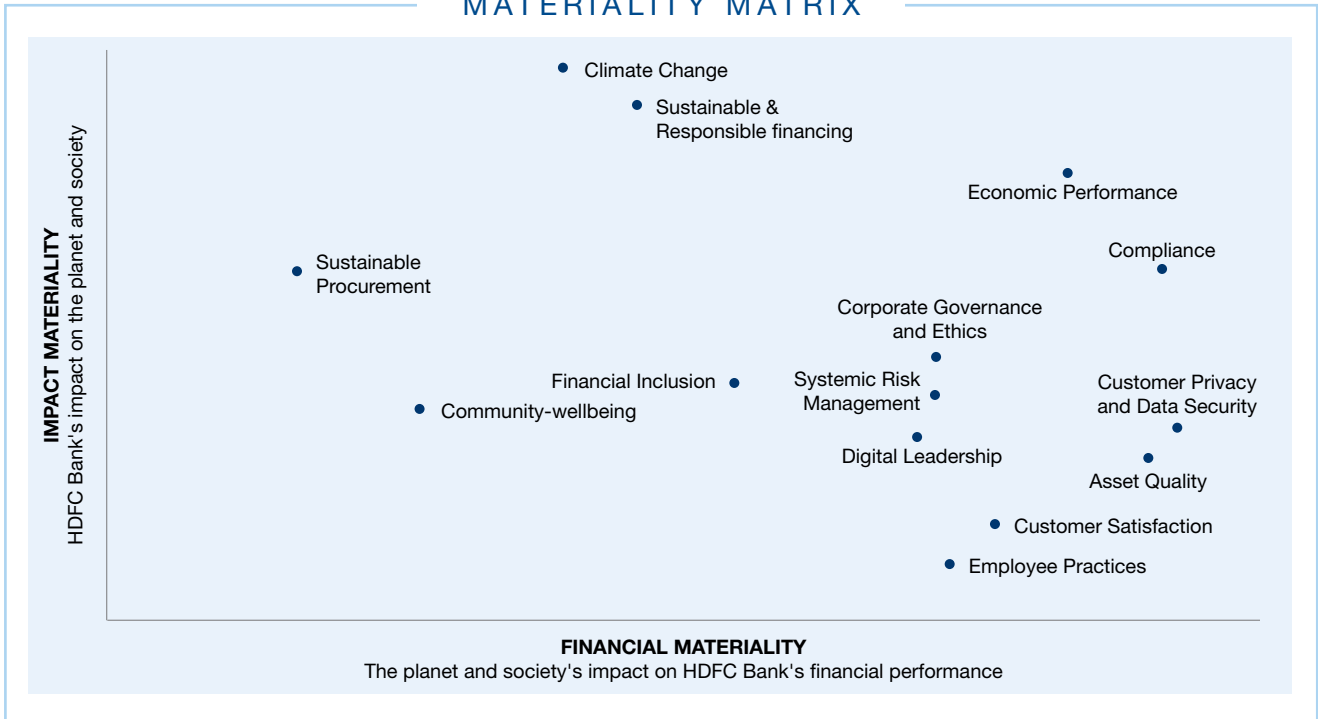 MATERIALITY MATRIX
Climate Change
Sustainable &
Responsible financing
Economic Performance
Compliance
Sustainable
Procurement
Corporate Governance
and Ethics
Financial Inclusion
Systemic Risk
Management
Customer Privacy
and Data Security
Community-wellbeing
Digital Leadership
Asset Quality
Customer Satisfaction
Employee Practices
IMPACT MATERIALITY
HDFC Bank's impact on the planet and society
FINANCIAL MATERIALITY
The planet and society's impact on HDFC Bank's financial performance